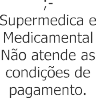 ;-
Supermedica e
Medicamental
Não atende as
condições de
pagamento.